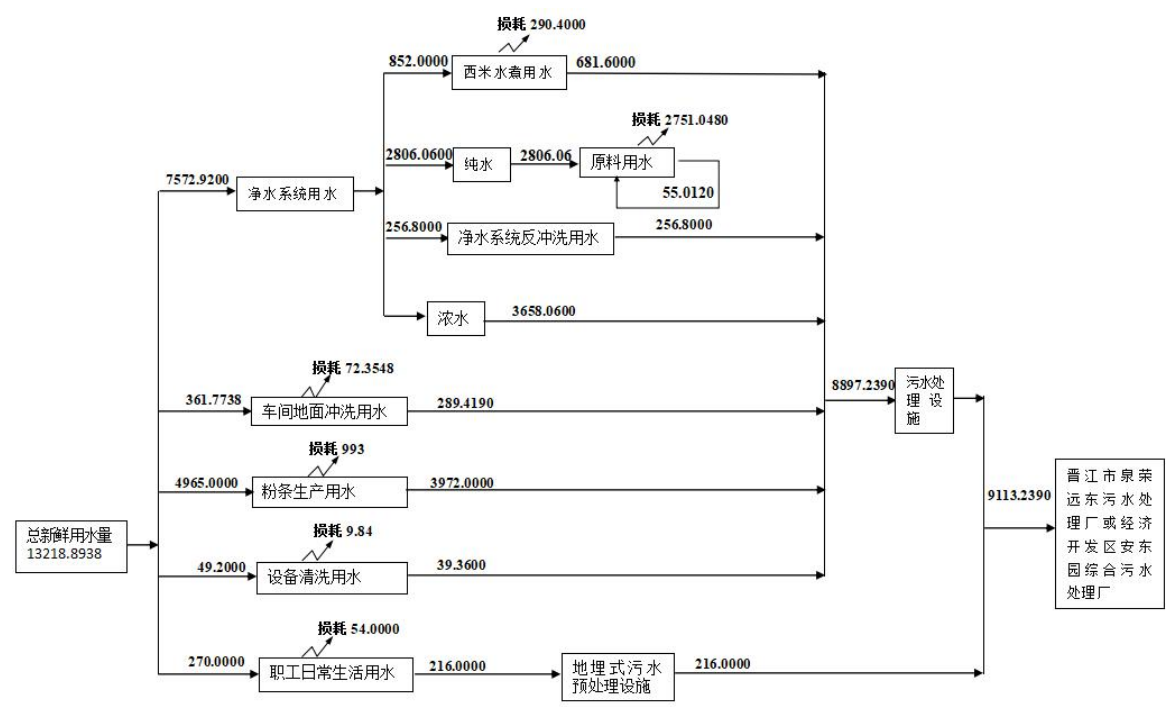 损耗 290.4000
852.0000
西米水煮用水
681.6000
损耗 2751.0480
2806.0600
纯水
2806.06
原料用水
55.0120
7572.9200
净水系统用水
256.8000
净水系统反冲洗用水
256.8000
浓水
3658.0600
损耗 72.3548
361.7738
车间地面冲洗用水
289.4190
8897.2390
污水处
理设
施
损耗 993
4965.0000
粉条生产用水
3972.0000
9113.2390
晋江市泉荣
远东污水处
理厂或经济
开发区安东
园综合污水
处理厂
总新鲜用水量
13218.8938
损耗 9.84
49.2000
设备清洗用水
39.3600
损耗 54.0000
270.0000
职工日常生活用水
216.0000
地埋式污水
预处理设施
216.0000